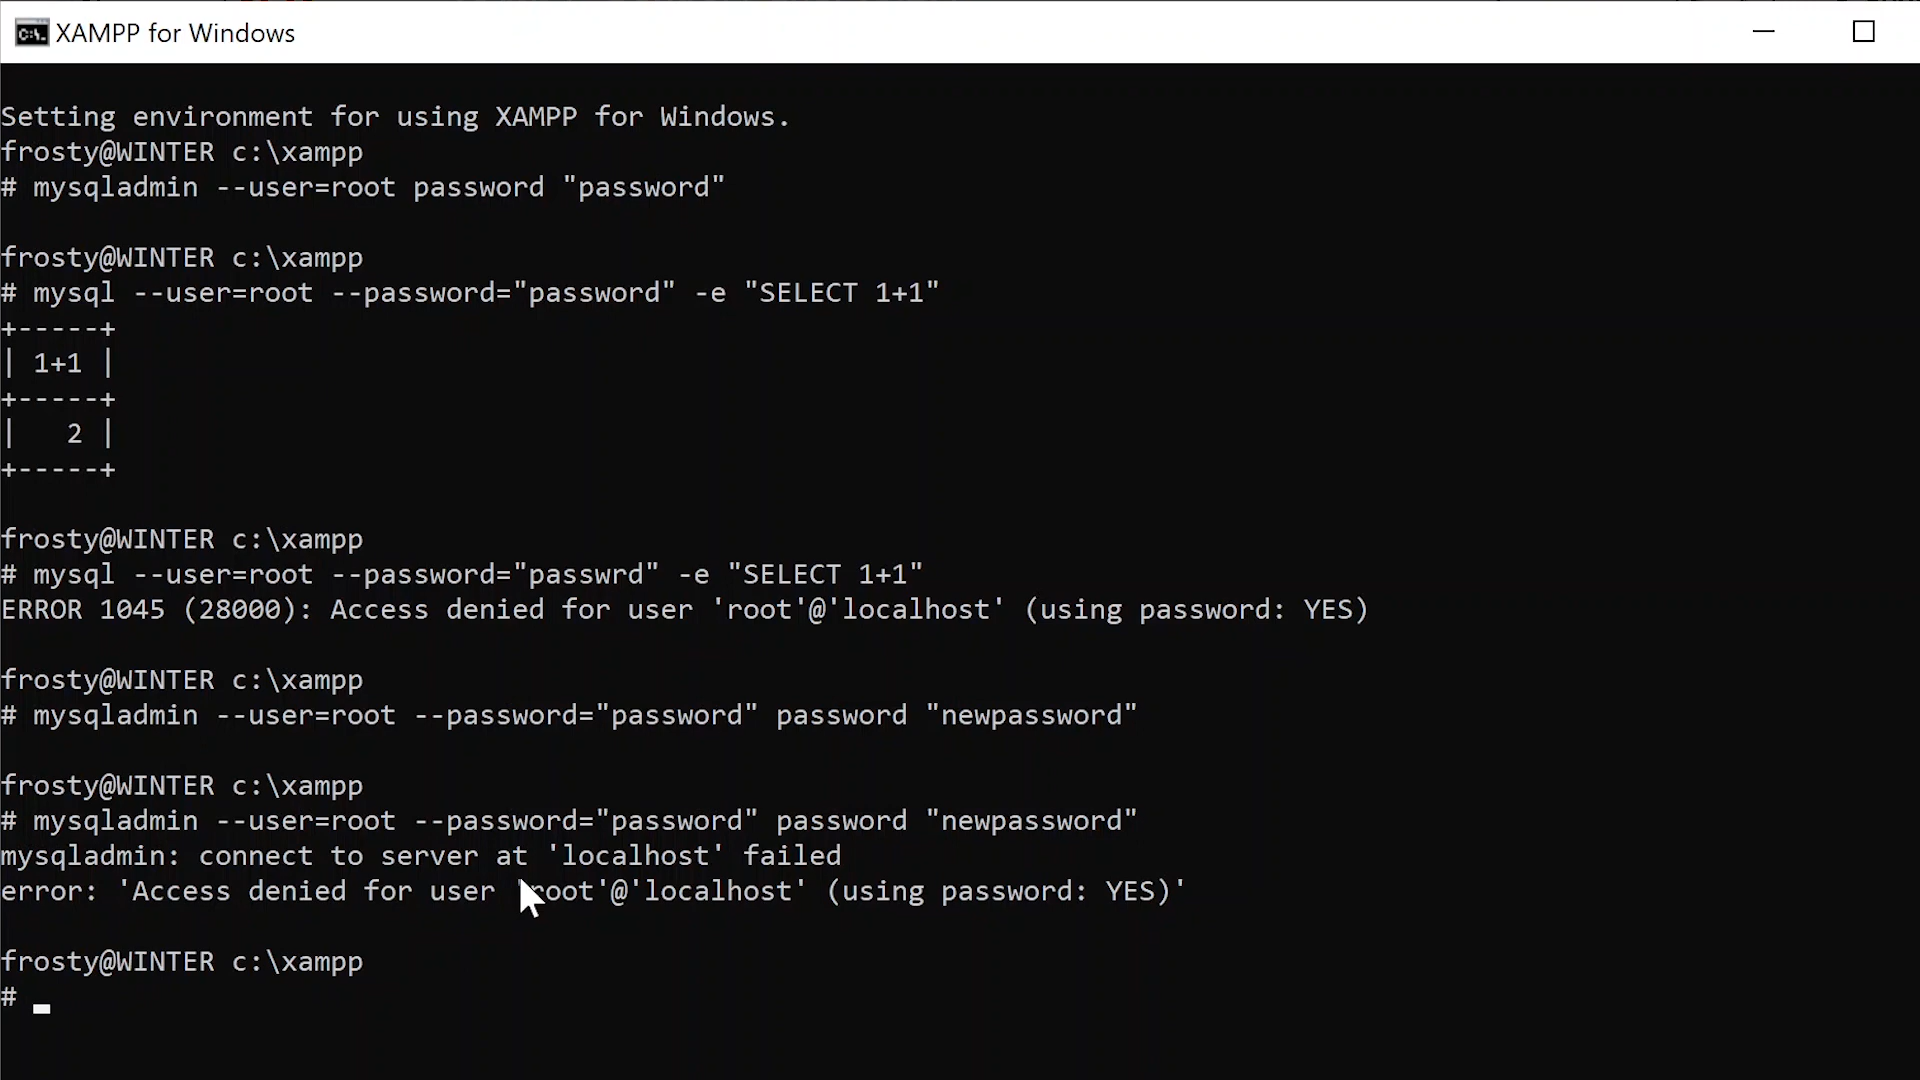 XAMPP for Windows
Setting environment for using XAMPP for Windows.
frosty@WINTER c:\xampp
# mysqladmin --user=root password "password"
frosty@WINTER c:\xampp
# mysql --user=root --password="password" -e "SELECT 1+1"
+-----+
| 1+1 |
+-----+
|   2 |
+-----+
frosty@WINTER c:\xampp
# mysql --user=root --password="passwrd" -e "SELECT 1+1"
ERROR 1045 (28000): Access denied for user 'root'@'localhost' (using password: YES)
frosty@WINTER c:\xampp
# mysqladmin --user=root --password="password" password "newpassword"
frosty@WINTER c:\xampp
# mysqladmin --user=root --password="password" password "newpassword"
mysqladmin: connect to server at 'localhost' failed
error: 'Access denied for user 'root'@'localhost' (using password: YES)'
frosty@WINTER c:\xampp
#